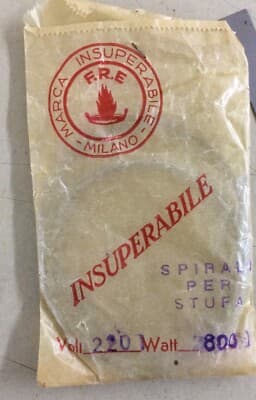 MARCA INSUPERABILE
F.R.E
MILANO
INSUPERABILE
SPIRALI
PER
STUFA
Volt 220 Watt 800